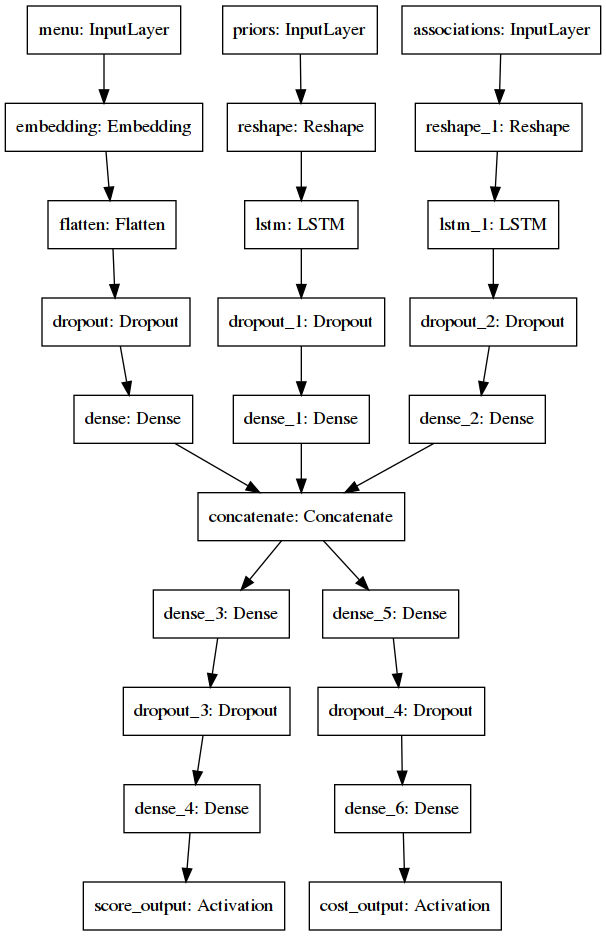 menu: InputLayer
priors: InputLayer
associations: InputLayer
embedding: Embedding
reshape: Reshape
reshape_1: Reshape
flatten: Flatten
lstm: LSTM
lstm_1: LSTM
dropout: Dropout
dropout_1: Dropout
dropout_2: Dropout
dense: Dense
dense_1: Dense
dense_2: Dense
concatenate: Concatenate
dense_3: Dense
dense_5: Dense
dropout_3: Dropout
dropout_4: Dropout
dense_4: Dense
dense_6: Dense
score_output: Activation
cost_output: Activation